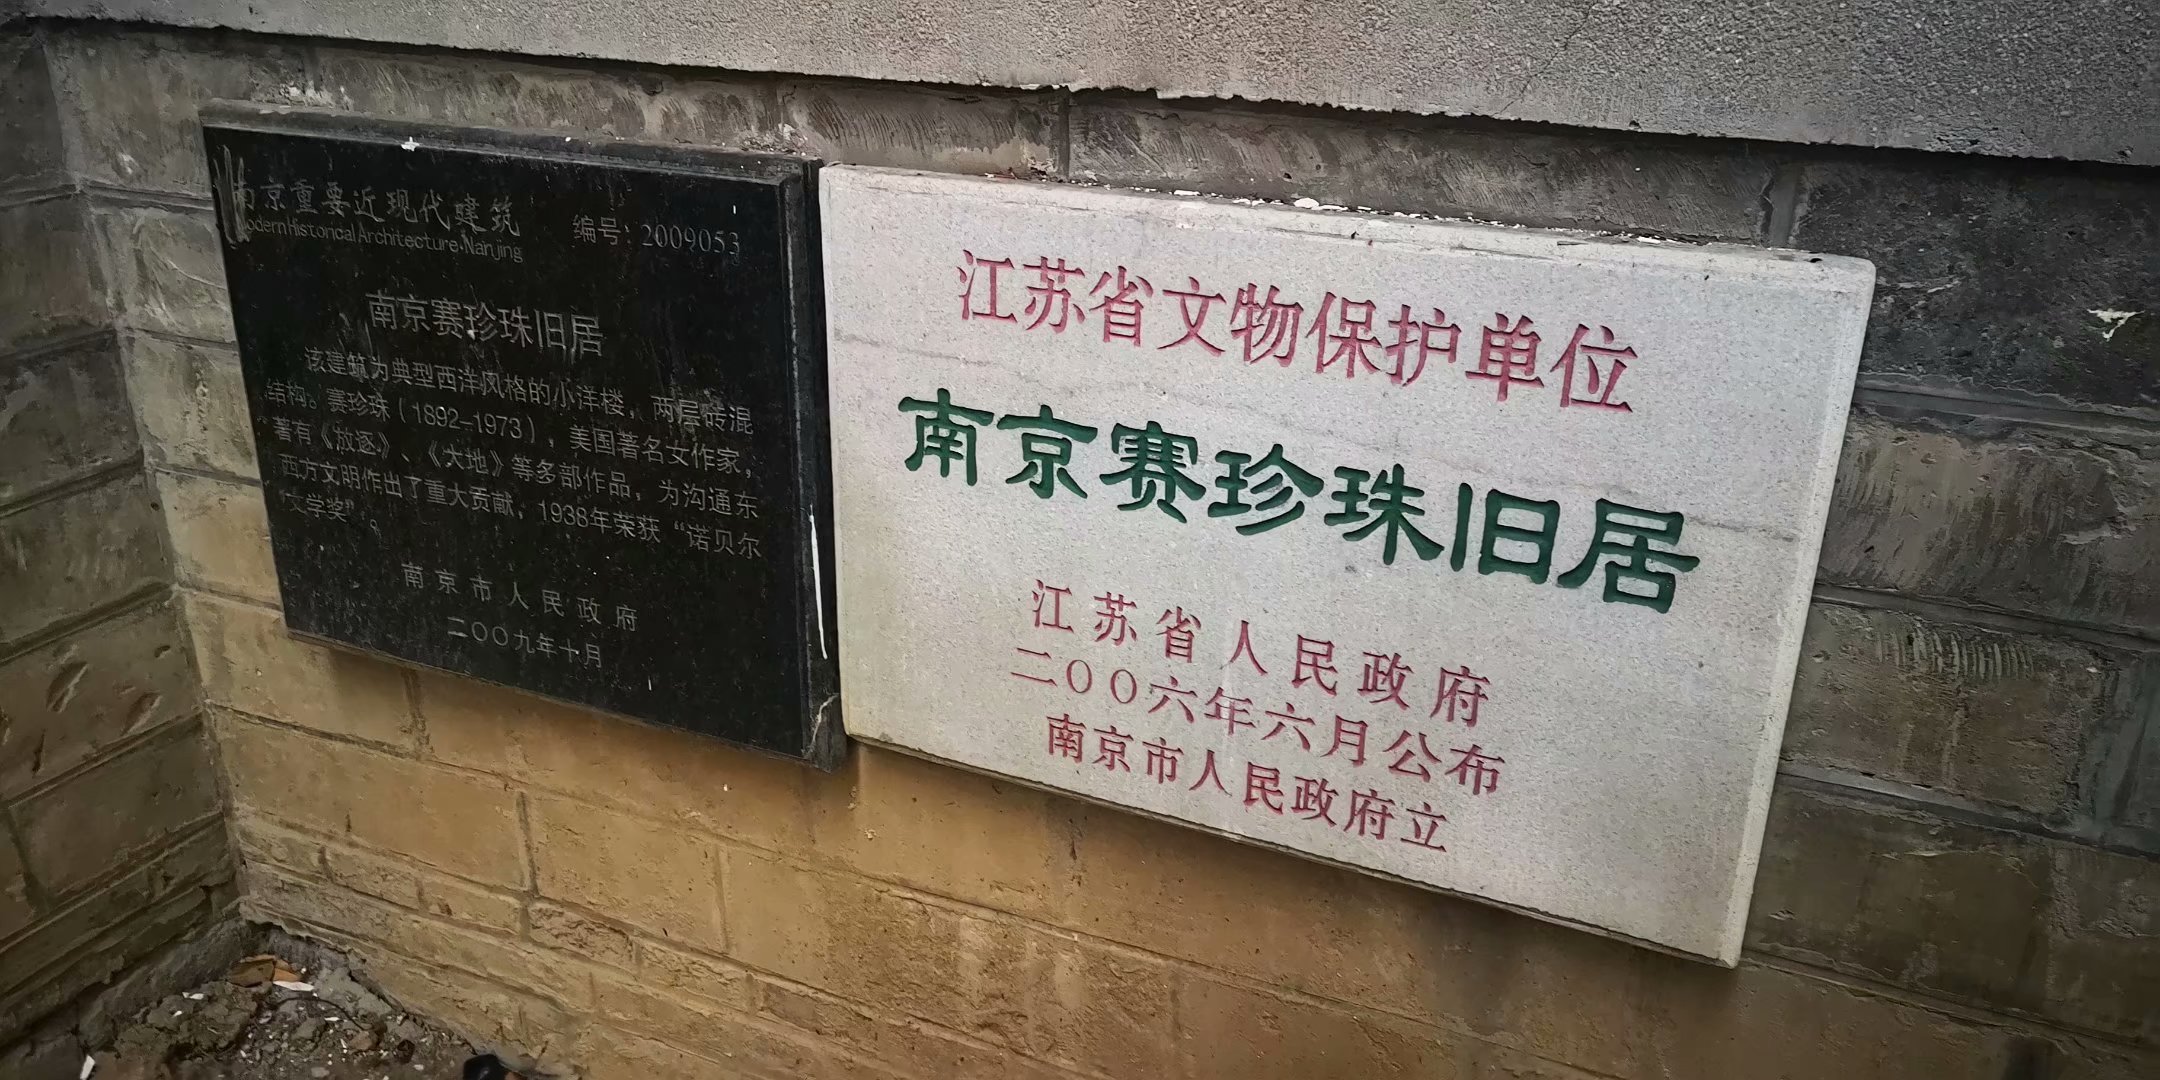 南京重要近现代建筑
Modern Historical Architecture·Nanjing
编号：2009053
南京赛珍珠旧居
该建筑为典型西洋风格的小洋楼，两层砖混
结构。赛珍珠（1892-1973），美国著名女作家，
著有《放逐》、《大地》等多部作品，为沟通东
西方文明作出了重大贡献，1938年荣获“诺贝尔
文学奖”。
南京市人民政府
二〇〇九年十月
江苏省文物保护单位
南京赛珍珠旧居
江苏省人民政府
二〇〇六年六月公布
南京市人民政府立